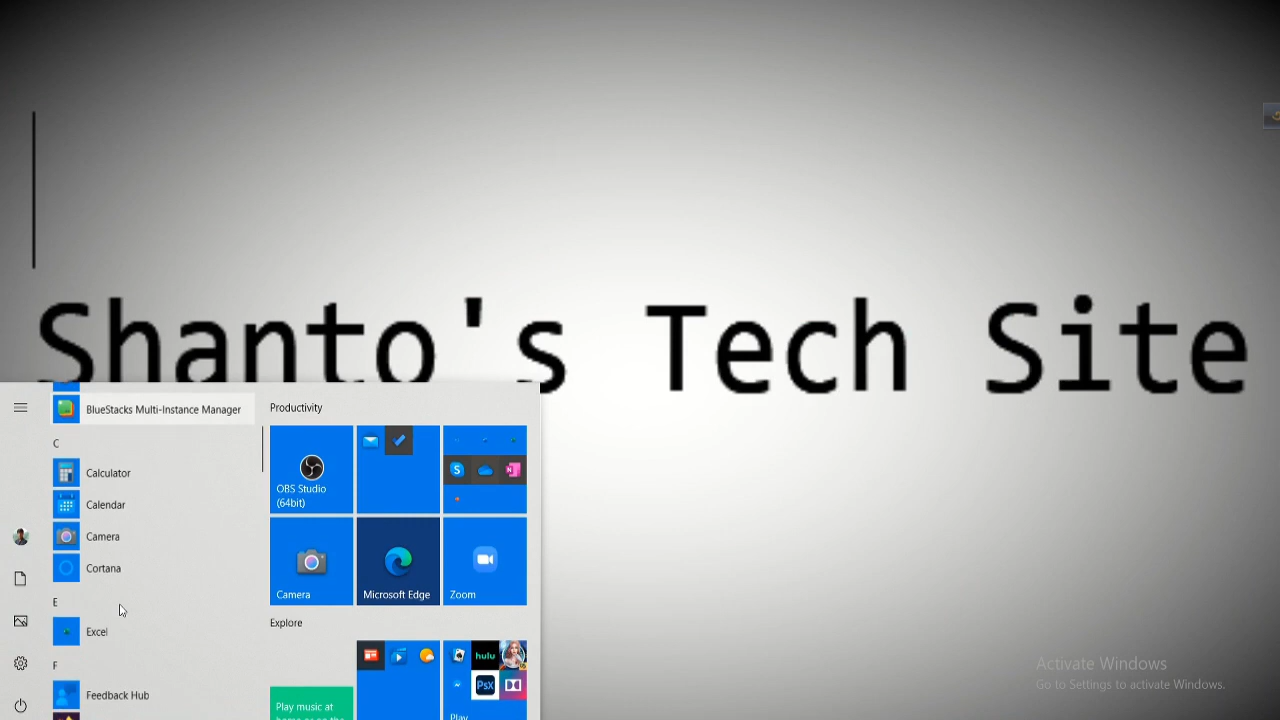 Shanto's Tech Site
BlueStacks Multi-Instance Manager
C
Calculator
Calendar
Camera
Cortana
E
Excel
F
Feedback Hub
Productivity
OBS Studio
(64bit)
Camera
Microsoft Edge
Zoom
Explore
hulu
Play music at
Play
Activate Windows
Go to Settings to activate Windows.